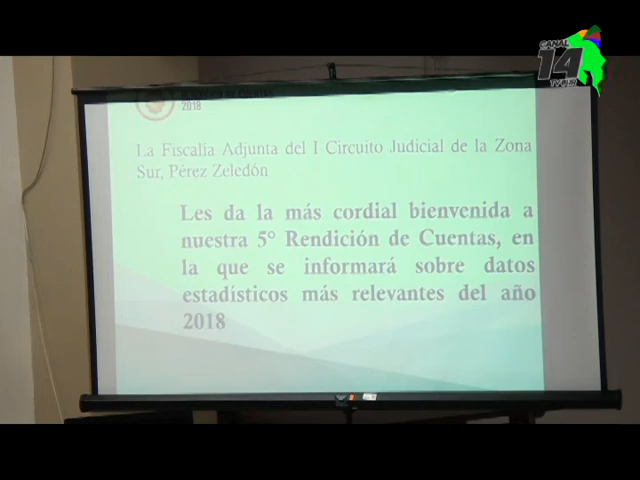 CANAL
14
TV SUR
2018
La Fiscalía Adjunta del I Circuito Judicial de la Zona
Sur, Pérez Zeledón
Les da la más cordial bienvenida a
nuestra 5° Rendición de Cuentas, en
la que se informará sobre datos
estadísticos más relevantes del año
2018